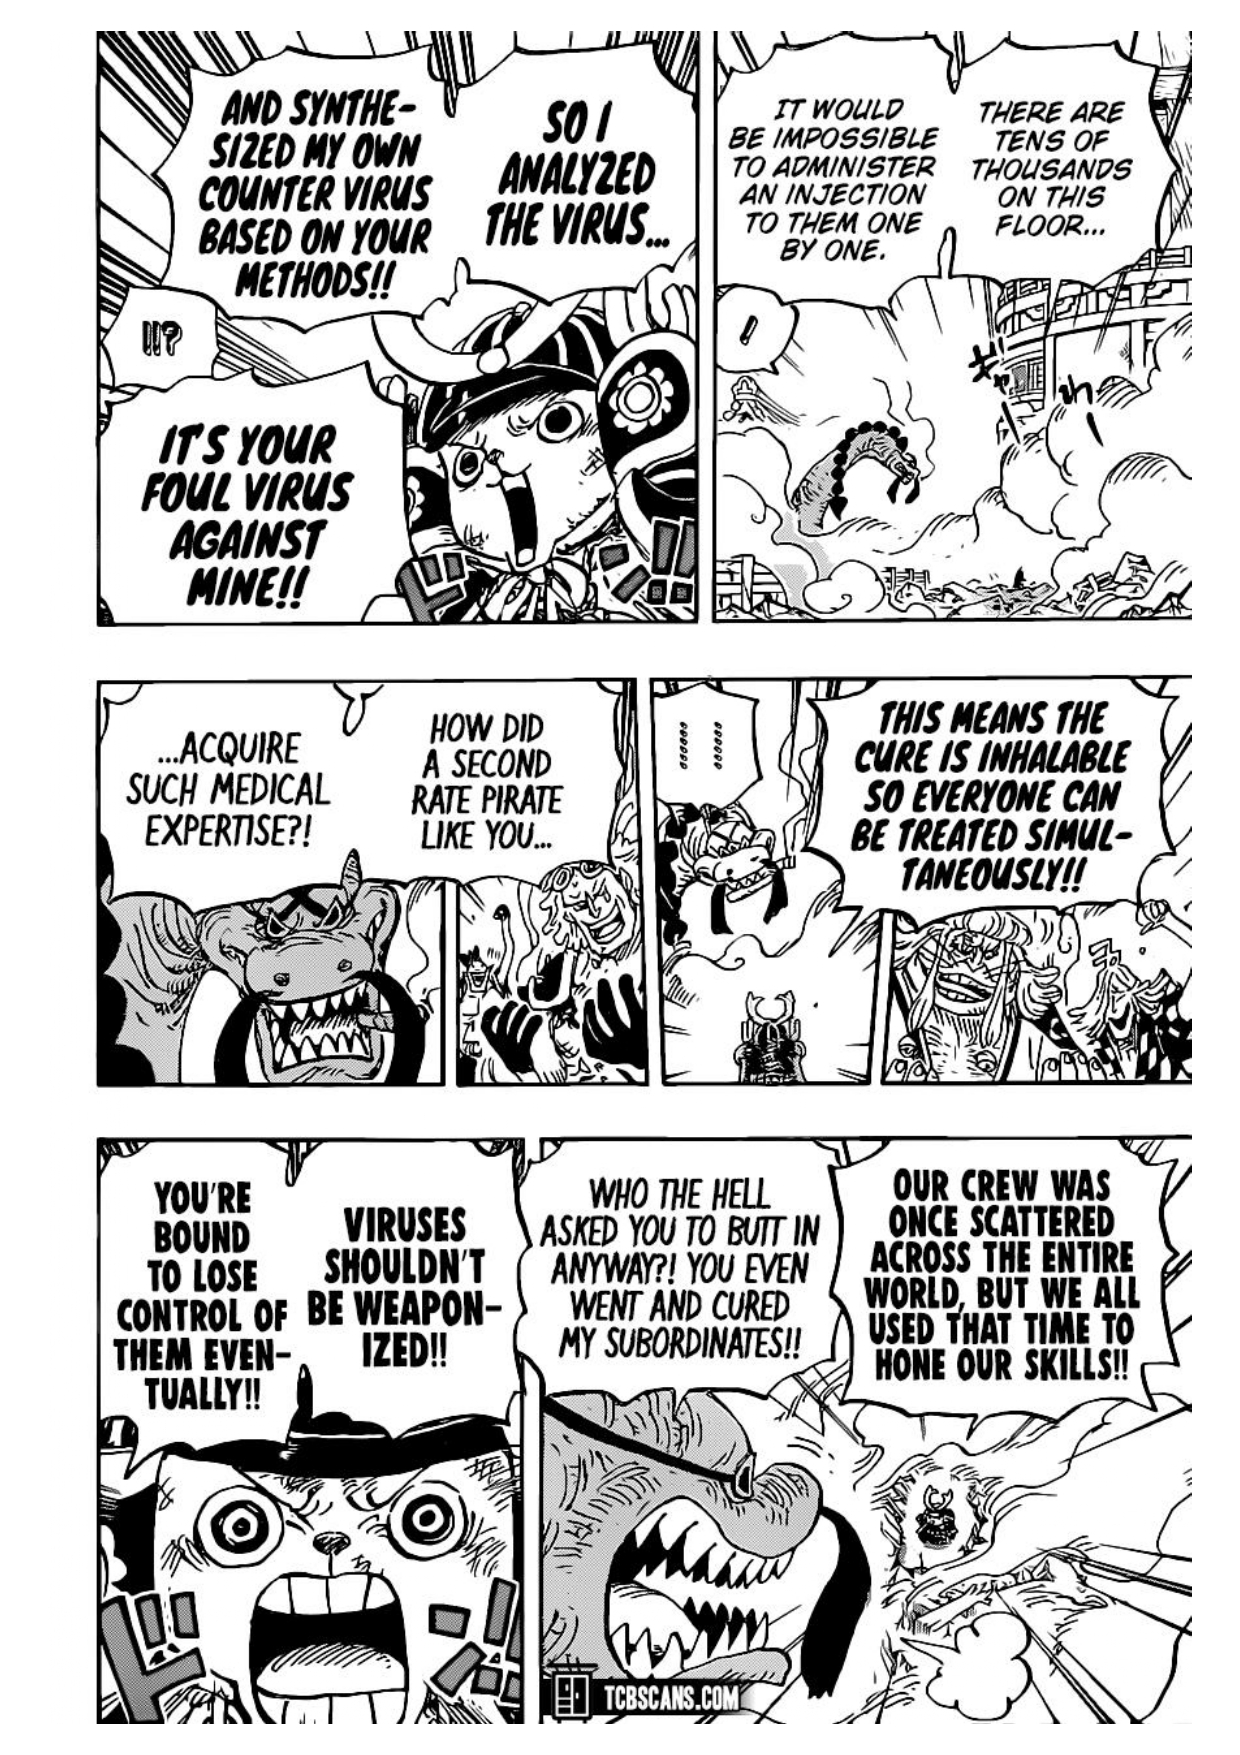 THERE ARE
TENS OF
THOUSANDS
ON THIS
FLOOR...
IT WOULD
BE IMPOSSIBLE
TO ADMINISTER
AN INJECTION
TO THEM ONE
BY ONE.
!
SO I
ANALYZED
THE VIRUS...
AND SYNTHE-
SIZED MY OWN
COUNTER VIRUS
BASED ON YOUR
METHODS!!
!!?
IT'S YOUR
FOUL VIRUS
AGAINST
MINE!!
ド
THIS MEANS THE
CURE IS INHALABLE
SO EVERYONE CAN
BE TREATED SIMUL-
TANEOUSLY!!
HOW DID
A SECOND
RATE PIRATE
LIKE YOU...
...ACQUIRE
SUCH MEDICAL
EXPERTISE?!
OUR CREW WAS
ONCE SCATTERED
ACROSS THE ENTIRE
WORLD, BUT WE ALL
USED THAT TIME TO
HONE OUR SKILLS!!
WHO THE HELL
ASKED YOU TO BUTT IN
ANYWAY?! YOU EVEN
WENT AND CURED
MY SUBORDINATES!!
VIRUSES
SHOULDN'T
BE WEAPON-
IZED!!
YOU'RE
BOUND
TO LOSE
CONTROL OF
THEM EVEN-
TUALLY!!
ド
TCBSCANS.COM